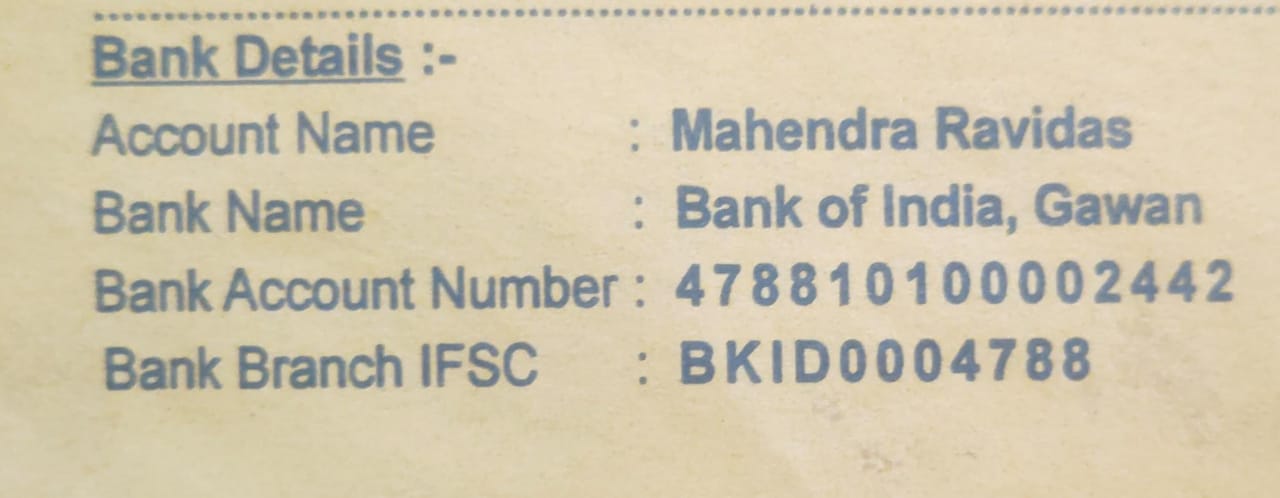 Bank Details :-
Account Name : Mahendra Ravidas
Bank Name : Bank of India, Gawan
Bank Account Number : 478810100002442
Bank Branch IFSC : BKID0004788